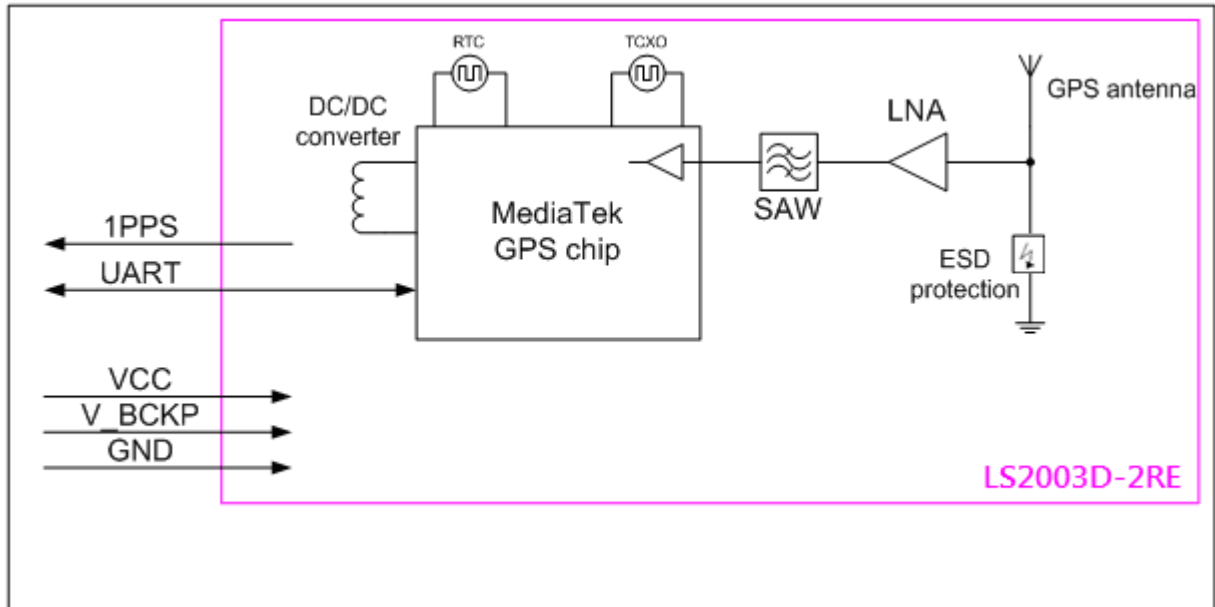 RTC
TCXO
DC/DC
converter
GPS antenna
LNA
SAW
MediaTek
GPS chip
1PPS
UART
ESD
protection
VCC
V_BCKP
GND
LS2003D-2RE